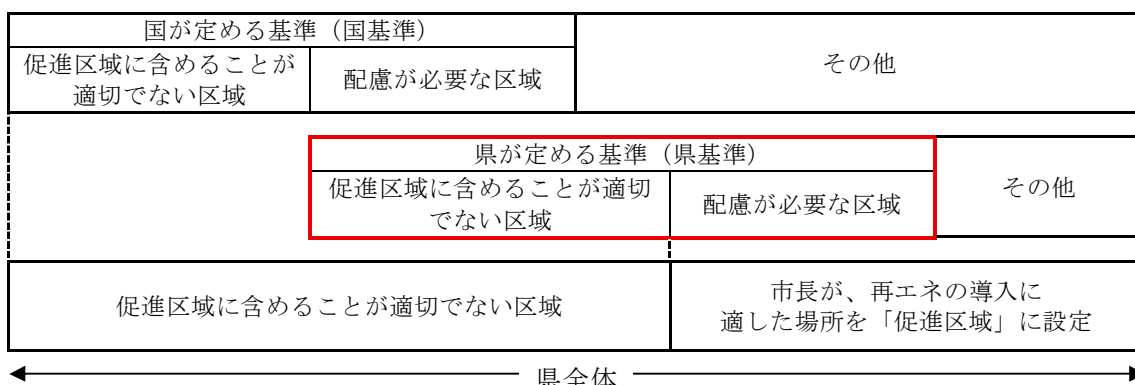 国が定める基準（国基準）
促進区域に含めることが
適切でない区域
配慮が必要な区域
その他
県が定める基準（県基準）
促進区域に含めることが適切
でない区域
配慮が必要な区域
その他
促進区域に含めることが適切でない区域
市長が、再エネの導入に
適した場所を「促進区域」に設定
県全体